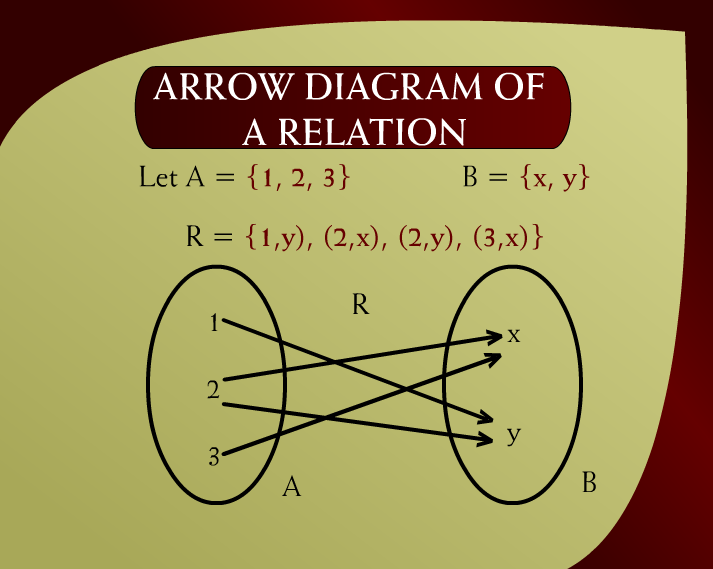 ARROW DIAGRAM OF
A RELATION
Let A = {1, 2, 3} B = {x, y}
R = {1,y), (2,x), (2,y), (3,x)}
R
1
x
2
y
3
A
B